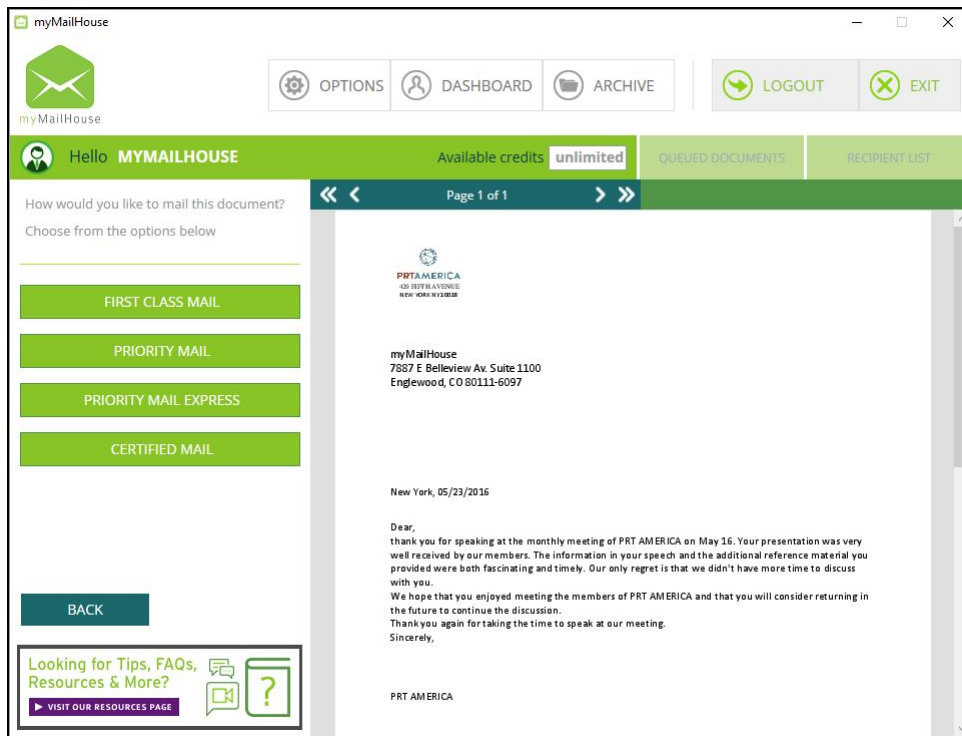 myMailHouse
myMailHouse
OPTIONS
DASHBOARD
ARCHIVE
LOGOUT
EXIT
Hello MYMAILHOUSE
Available credits unlimited
QUEUED DOCUMENTS
RECIPIENT LIST
How would you like to mail this document?
Choose from the options below
FIRST CLASS MAIL
PRIORITY MAIL
PRIORITY MAIL EXPRESS
CERTIFIED MAIL
BACK
Looking for Tips, FAQs,
Resources & More?
VISIT OUR RESOURCES PAGE
?
Page 1 of 1
PRTAMERICA
420 FIFTH AVENUE
NEW YORK NY10018
myMailHouse
7887 E Belleview Av. Suite 1100
Englewood, CO 80111-6097
New York, 05/23/2016
Dear,
thank you for speaking at the monthly meeting of PRT AMERICA on May 16. Your presentation was very
well received by our members. The information in your speech and the additional reference material you
provided were both fascinating and timely. Our only regret is that we didn't have more time to discuss
with you.
We hope that you enjoyed meeting the members of PRT AMERICA and that you will consider returning in
the future to continue the discussion.
Thank you again for taking the time to speak at our meeting.
Sincerely,
PRT AMERICA